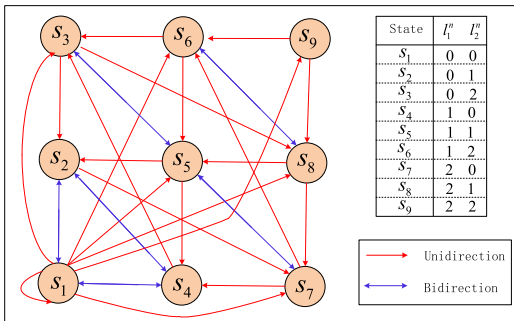 S3 S6 S9
S2 S5 S8
S1 S4 S7
State l1^n l2^n
S1 0 0
S2 0 1
S3 0 2
S4 1 0
S5 1 1
S6 1 2
S7 2 0
S8 2 1
S9 2 2
Unidirection
Bidirection